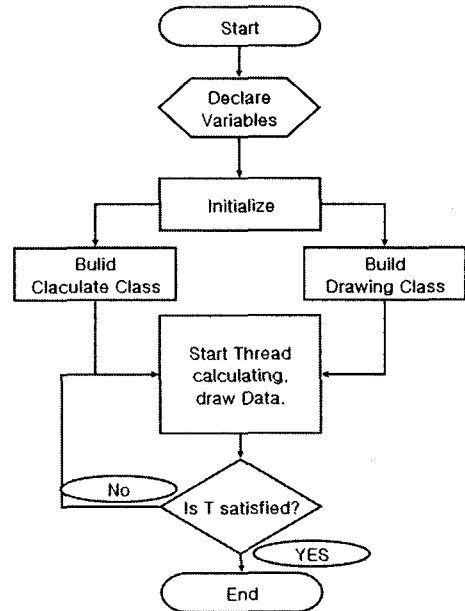 Start
Declare
Variables
Initialize
Bulid
Claculate Class
Build
Drawing Class
Start Thread
calculating,
draw Data.
No
Is T satisfied?
YES
End